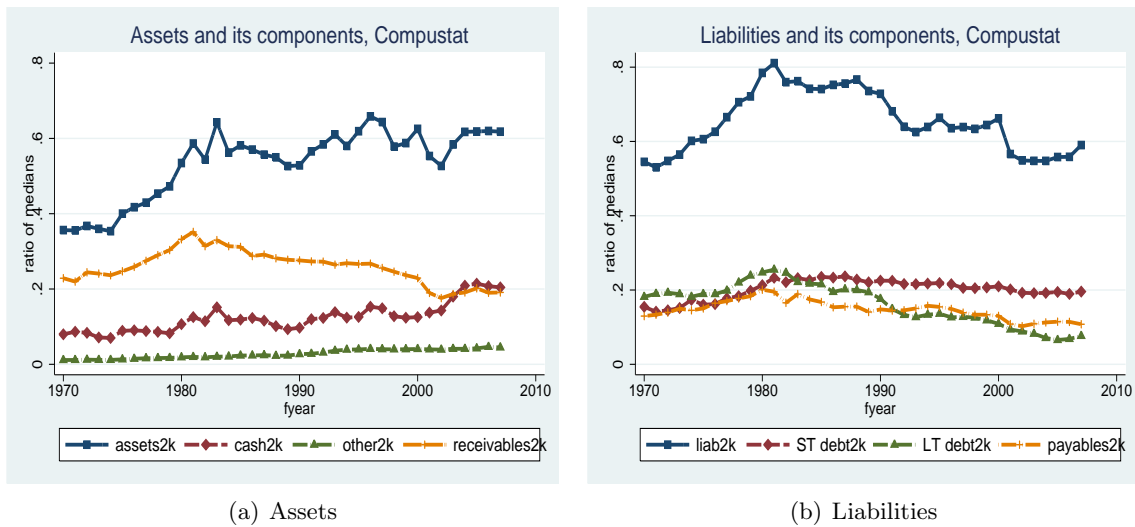 Assets and its components, Compustat
ratio of medians
.8
.6
.4
.2
0
1970 1980 1990 2000 2010
fyear
assets2k cash2k other2k receivables2k
(a) Assets
Liabilities and its components, Compustat
ratio of medians
.8
.6
.4
.2
0
1970 1980 1990 2000 2010
fyear
liab2k ST debt2k LT debt2k payables2k
(b) Liabilities